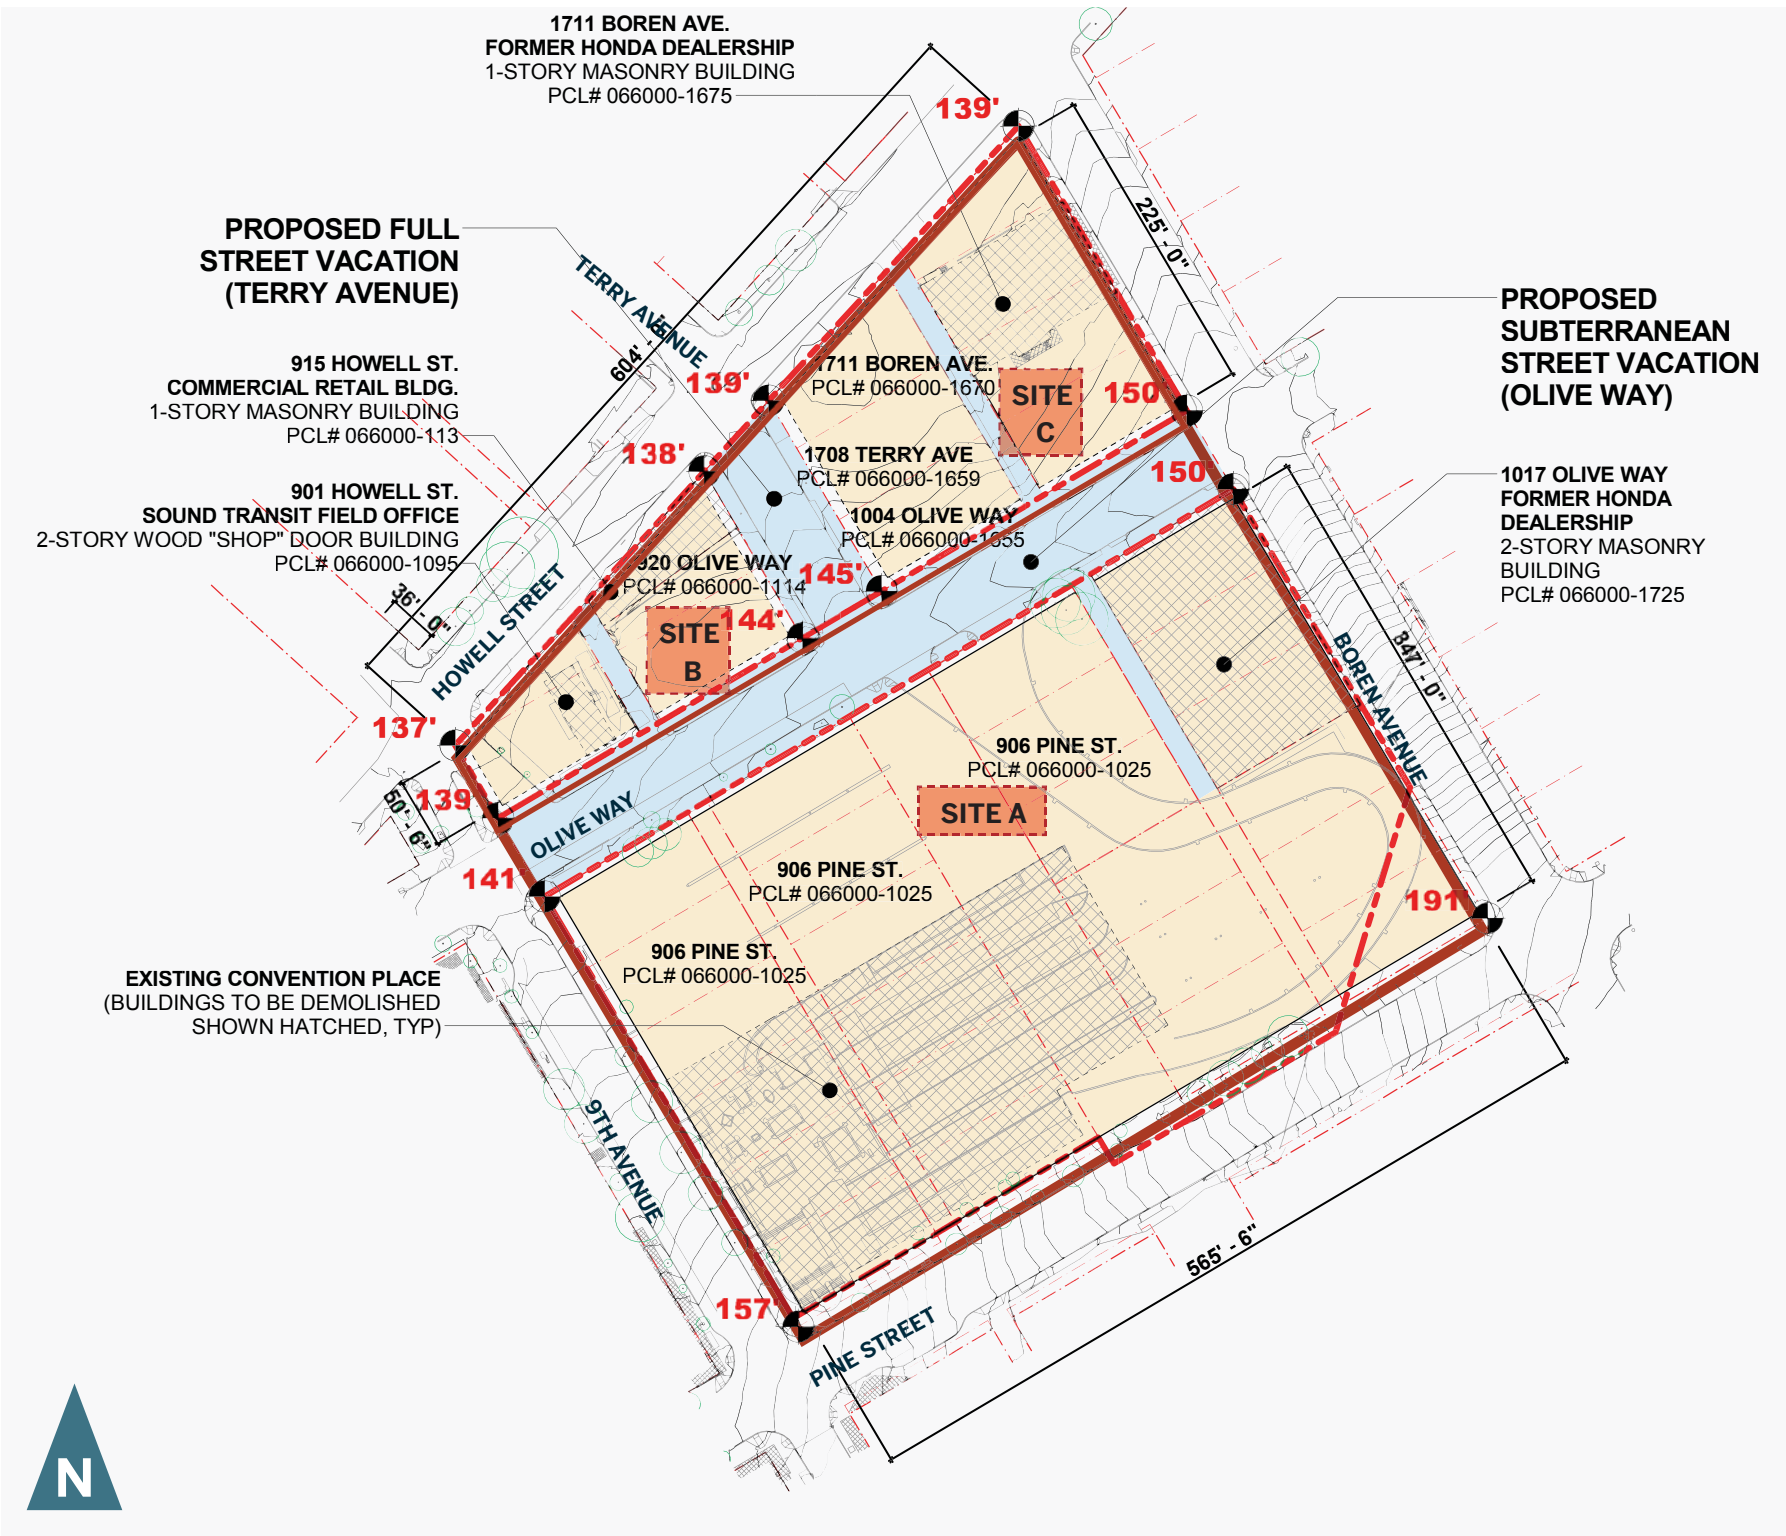 1711 BOREN AVE.
FORMER HONDA DEALERSHIP
1-STORY MASONRY BUILDING
PCL# 066000-1675
139'
225' - 0"
PROPOSED FULL
STREET VACATION
(TERRY AVENUE)
TERRY AVENUE
604' -
PROPOSED
SUBTERRANEAN
STREET VACATION
(OLIVE WAY)
915 HOWELL ST.
COMMERCIAL RETAIL BLDG.
1-STORY MASONRY BUILDING
PCL# 066000-113
139'
1711 BOREN AVE.
PCL# 066000-1670
SITE
C
150'
138'
1708 TERRY AVE
PCL# 066000-1659
150'
901 HOWELL ST.
SOUND TRANSIT FIELD OFFICE
2-STORY WOOD "SHOP" DOOR BUILDING
PCL# 066000-1095
1004 OLIVE WAY
PCL# 066000-1655
1017 OLIVE WAY
FORMER HONDA
DEALERSHIP
2-STORY MASONRY
BUILDING
PCL# 066000-1725
920 OLIVE WAY
PCL# 066000-1114
145'
36' - 0"
HOWELL STREET
SITE
B
144'
BOREN AVENUE
347' - 0"
137'
906 PINE ST.
PCL# 066000-1025
139'
50' - 6"
OLIVE WAY
SITE A
141'
906 PINE ST.
PCL# 066000-1025
191'
906 PINE ST.
PCL# 066000-1025
EXISTING CONVENTION PLACE
(BUILDINGS TO BE DEMOLISHED
SHOWN HATCHED, TYP)
9TH AVENUE
565' - 6"
157'
PINE STREET
N